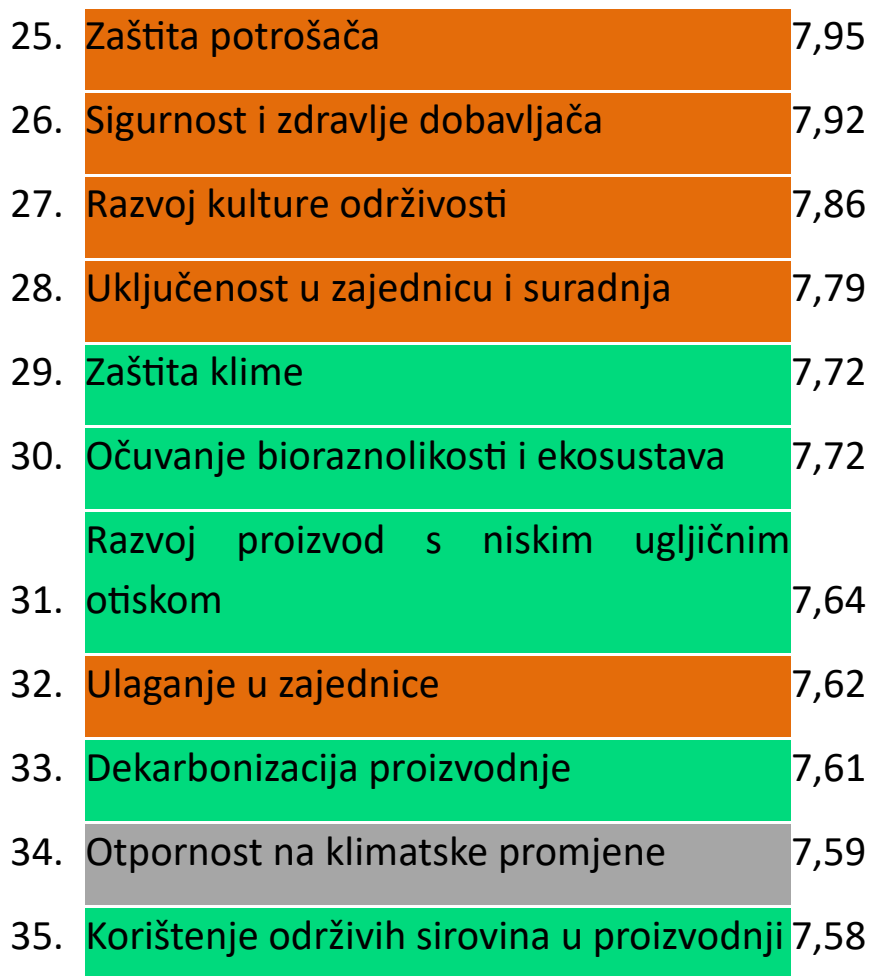 25. Zaštita potrošača 7,95
26. Sigurnost i zdravlje dobavljača 7,92
27. Razvoj kulture održivosti 7,86
28. Uključenost u zajednicu i suradnja 7,79
29. Zaštita klime 7,72
30. Očuvanje bioraznolikosti i ekosustava 7,72
Razvoj proizvod s niskim ugljičnim
31. otiskom 7,64
32. Ulaganje u zajednice 7,62
33. Dekarbonizacija proizvodnje 7,61
34. Otpornost na klimatske promjene 7,59
35. Korištenje održivih sirovina u proizvodnji 7,58